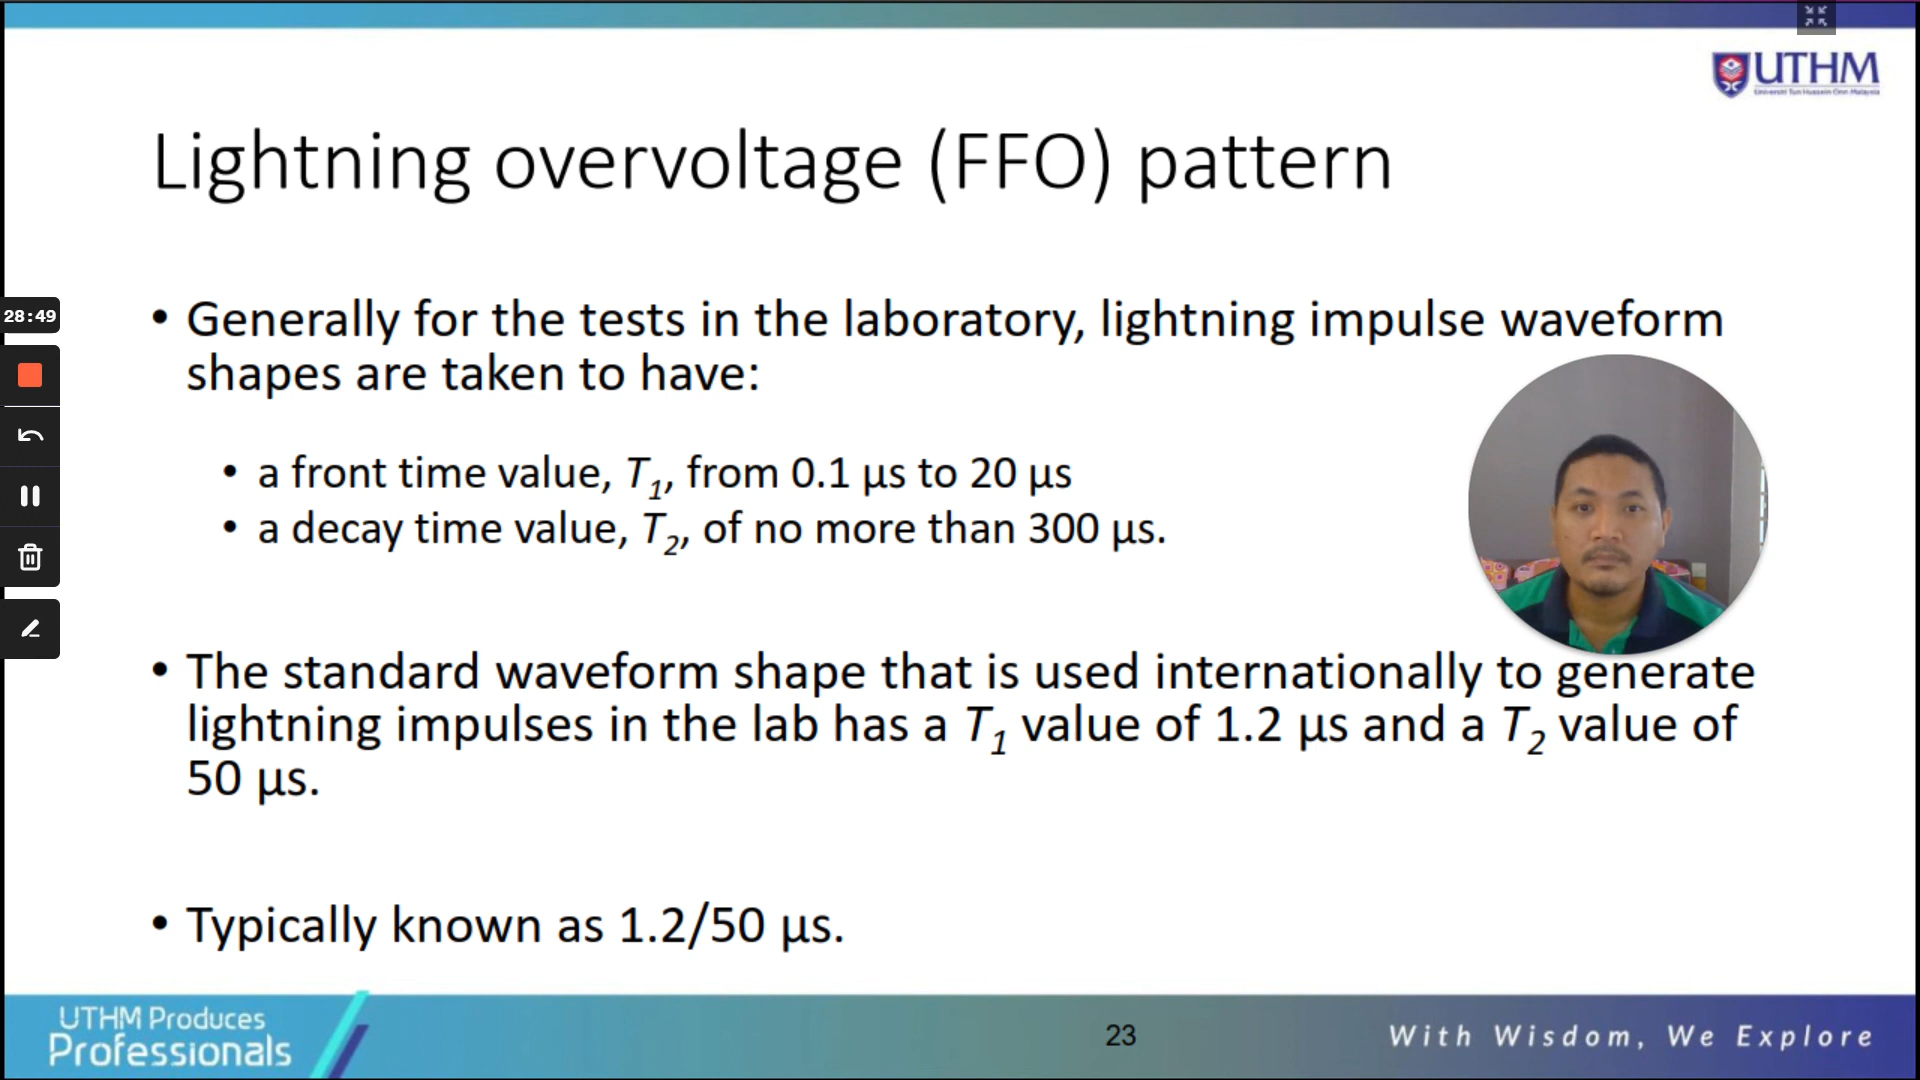 UTHM
Universiti Tun Hussein Onn Malaysia
Lightning overvoltage (FFO) pattern
28:49
• Generally for the tests in the laboratory, lightning impulse waveform
shapes are taken to have:
• a front time value, T1, from 0.1 µs to 20 µs
• a decay time value, T2, of no more than 300 µs.
• The standard waveform shape that is used internationally to generate
lightning impulses in the lab has a T1 value of 1.2 µs and a T2 value of
50 µs.
• Typically known as 1.2/50 µs.
UTHM Produces
Professionals
23
With Wisdom, We Explore